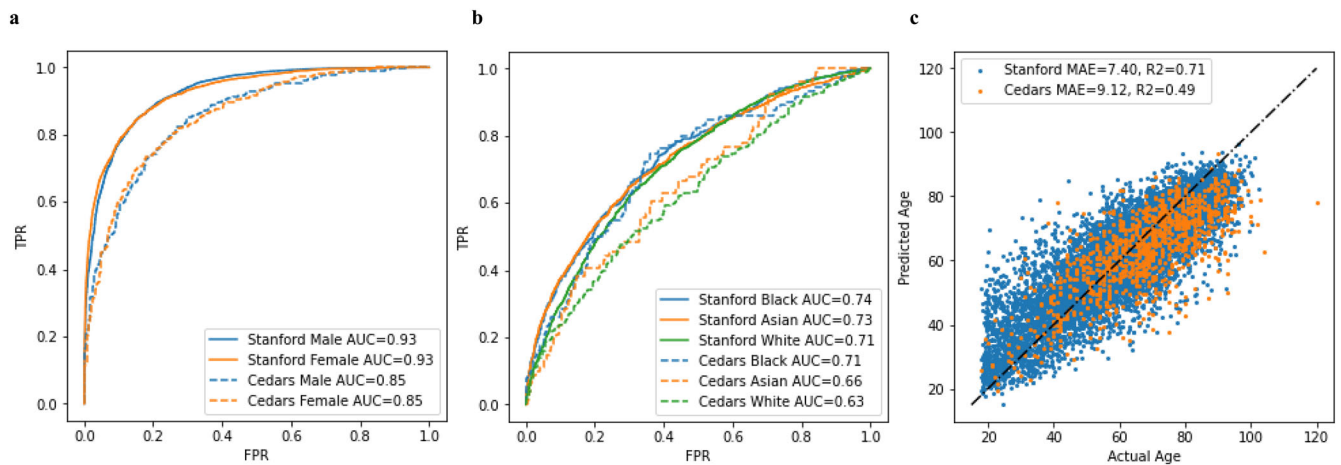 a
1.0
0.8
0.6
0.4
0.2
0.0
TPR
0.0 0.2 0.4 0.6 0.8 1.0
FPR
Stanford Male AUC=0.93
Stanford Female AUC=0.93
Cedars Male AUC=0.85
Cedars Female AUC=0.85
b
1.0
0.8
0.6
0.4
0.2
0.0
TPR
0.0 0.2 0.4 0.6 0.8 1.0
FPR
Stanford Black AUC=0.74
Stanford Asian AUC=0.73
Stanford White AUC=0.71
Cedars Black AUC=0.71
Cedars Asian AUC=0.66
Cedars White AUC=0.63
c
Stanford MAE=7.40, R2=0.71
Cedars MAE=9.12, R2=0.49
120
100
80
60
40
20
Predicted Age
20 40 60 80 100 120
Actual Age